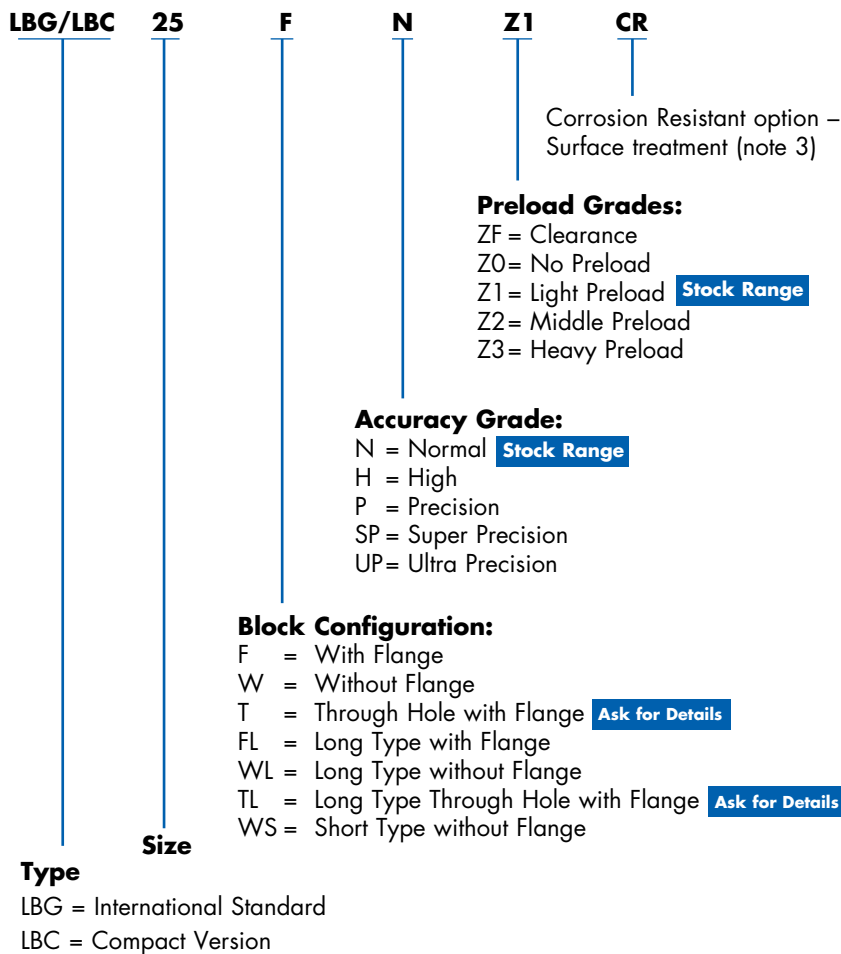 LBG/LBC 25 F N Z1 CR
Corrosion Resistant option –
Surface treatment (note 3)
Preload Grades:
ZF = Clearance
Z0= No Preload
Z1= Light Preload Stock Range
Z2= Middle Preload
Z3= Heavy Preload
Accuracy Grade:
N = Normal Stock Range
H = High
P = Precision
SP = Super Precision
UP= Ultra Precision
Block Configuration:
F = With Flange
W = Without Flange
T = Through Hole with Flange Ask for Details
FL = Long Type with Flange
WL = Long Type without Flange
TL = Long Type Through Hole with Flange Ask for Details
WS = Short Type without Flange
Size
Type
LBG = International Standard
LBC = Compact Version